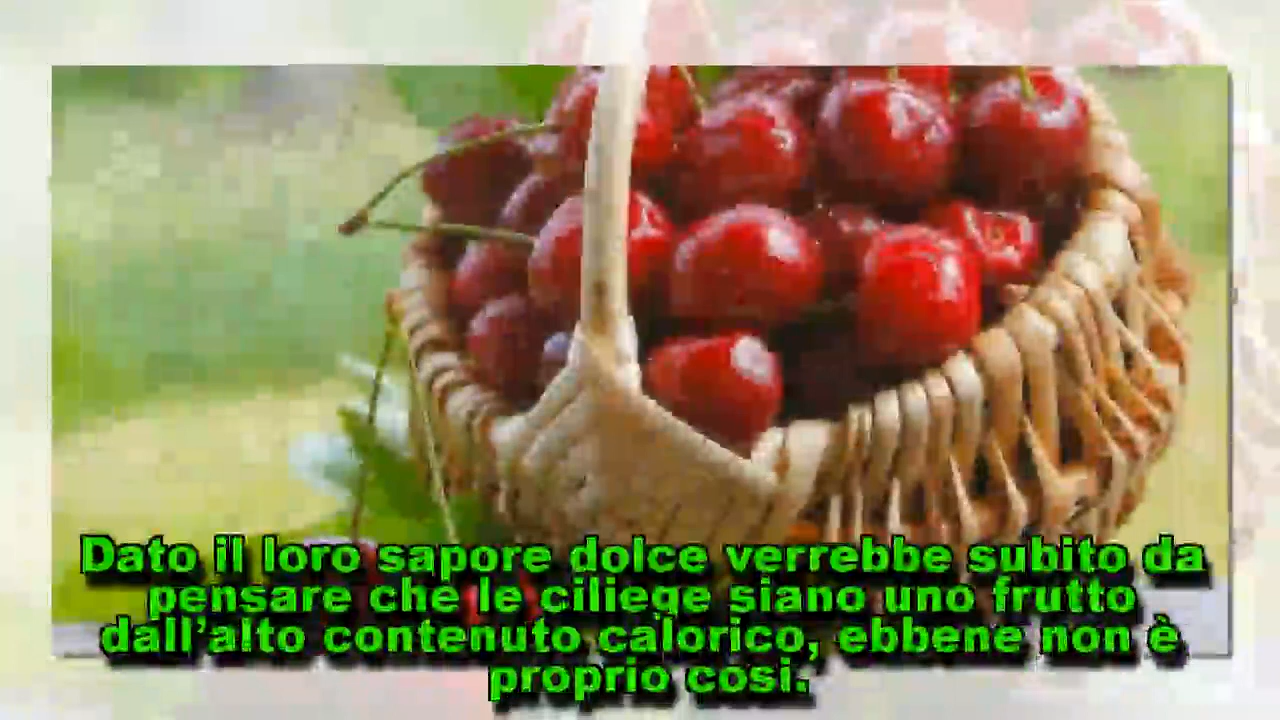 Dato il loro sapore dolce verrebbe subito da
pensare che le ciliege siano uno frutto
dall’alto contenuto calorico, ebbene non è
proprio cosi.